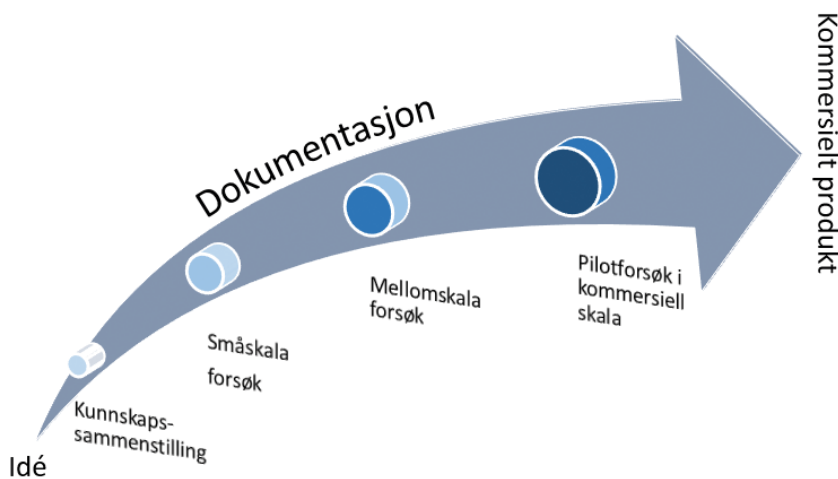 Idé
Kunnskaps-
sammenstilling
Småskala
forsøk
Mellomskala
forsøk
Pilotforsøk i
kommersiell
skala
Dokumentasjon
Kommersielt produkt